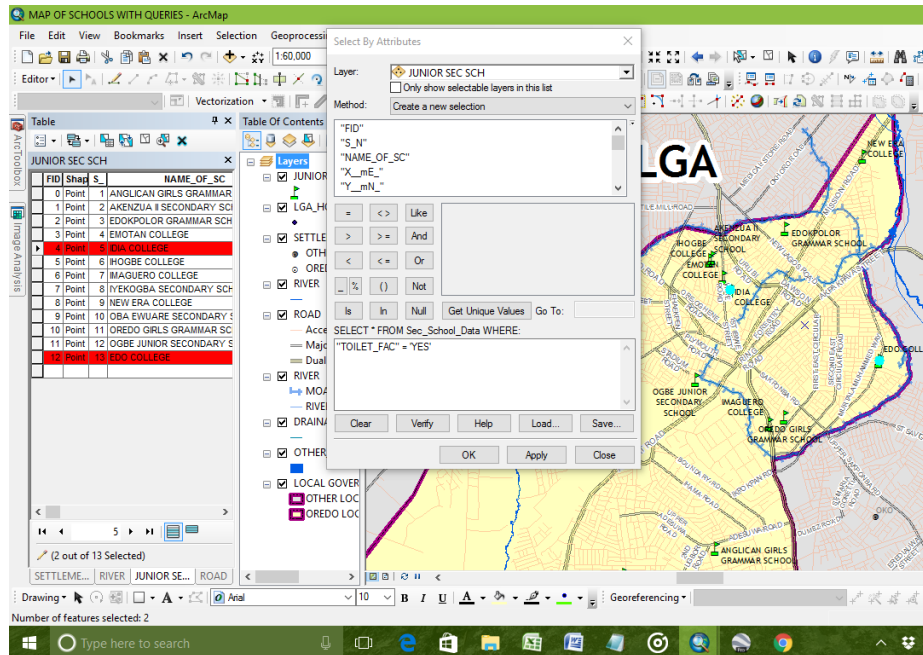 MAP OF SCHOOLS WITH QUERIES - ArcMap
File Edit View Bookmarks Insert Selection Geoprocessi
1:60,000
Editor
Vectorization
Table
JUNIOR SEC SCH
FID Shap S_ NAME_OF_SC
0 Point 1 ANGLICAN GIRLS GRAMMAR
1 Point 2 AKENZUA II SECONDARY SCI
2 Point 3 EDOKPOLOR GRAMMAR SCH
3 Point 4 EMOTAN COLLEGE
4 Point 5 IDIA COLLEGE
5 Point 6 IHOGBE COLLEGE
6 Point 7 IMAGUERO COLLEGE
7 Point 8 IYEKOGBA SECONDARY SCH
8 Point 9 NEW ERA COLLEGE
9 Point 10 OBA EWUARE SECONDARY S
10 Point 11 OREDO GIRLS GRAMMAR SC
11 Point 12 OGBE JUNIOR SECONDARY S
12 Point 13 EDO COLLEGE
5
(2 out of 13 Selected)
SETTLEME... RIVER JUNIOR SE... ROAD
ArcToolbox
Image Analysis
Table Of Contents
Layers
JUNIOR
LGA_HO
SETTLE
OTH
ORED
RIVER
ROAD
Acce
Majo
Dual
RIVER
MOA
RIVE
DRAINA
OTHER
LOCAL GOVER
OTHER LOC
OREDO LOC
Select By Attributes
Layer: JUNIOR SEC SCH
Only show selectable layers in this list
Method: Create a new selection
"FID"
"S_N"
"NAME_OF_SC"
"X__mE_"
"Y__mN_"
= < > Like
> > = And
< < = Or
_ % ( ) Not
Is In Null Get Unique Values Go To:
SELECT * FROM Sec_School_Data WHERE:
"TOILET_FAC" = 'YES'
Clear Verify Help Load... Save...
OK Apply Close
LGA
NEW ERA
COLLEGE
AKENZUA II
SECONDARY
SCHOOL
EDOKPOLOR
GRAMMAR SCHOOL
IHOGBE
COLLEGE
EMOTAN
COLLEGE
IDIA
COLLEGE
EDO COLL
OGBE JUNIOR
SECONDARY
SCHOOL
IMAGUERO
COLLEGE
OREDO GIRLS
GRAMMAR SCHOOL
OKO
ANGLICAN GIRLS
GRAMMAR SCHOOL
MISSION ROAD
Drawing A Arial 10 B I U A Georeferencing
Number of features selected: 2
Type here to search